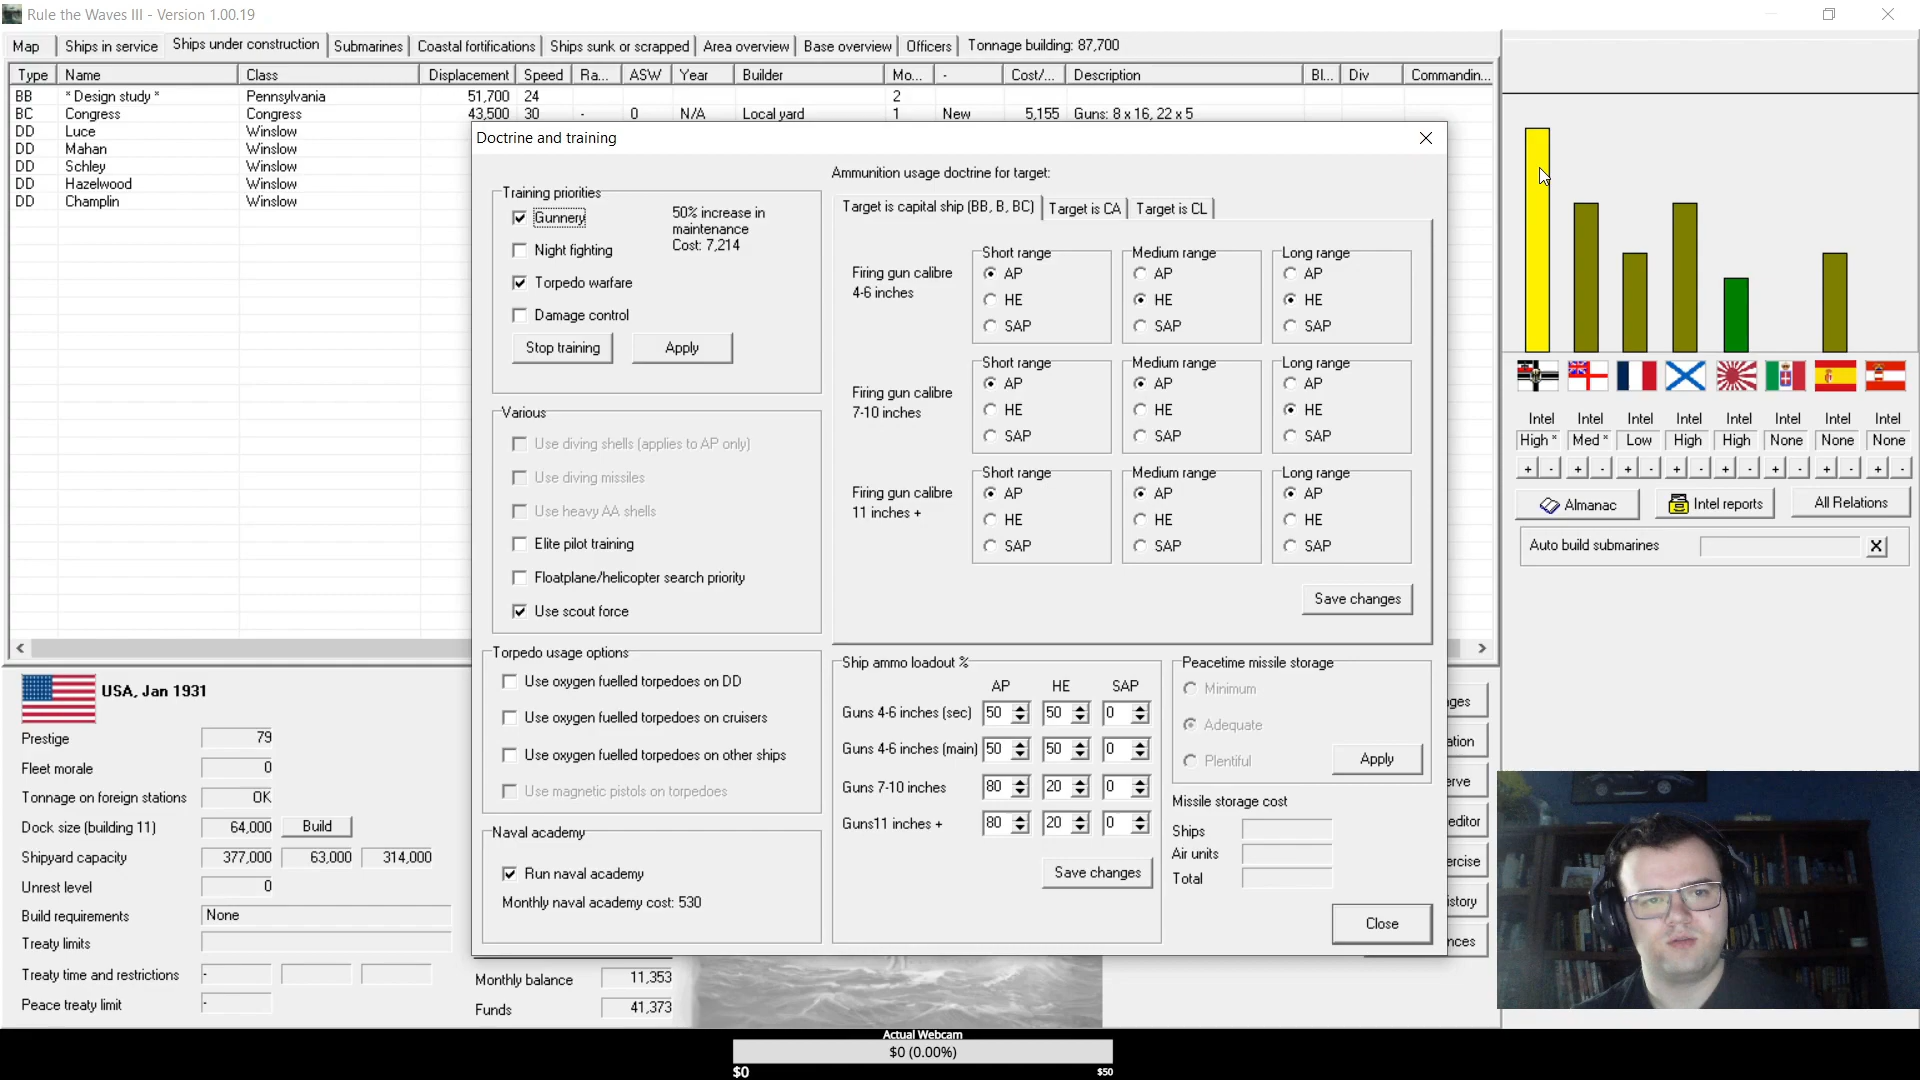 Rule the Waves III - Version 1.00.19
Map Ships in service Ships under construction Submarines Coastal fortifications Ships sunk or scrapped Area overview Base overview Officers Tonnage building: 87,700
Type Name Class Displacement Speed Ra... ASW Year Builder Mo... - Cost/... Description Bl... Div Commandin...
BB * Design study * Pennsylvania 51,700 24 2
BC Congress Congress 43,500 30 - 0 N/A Local yard 1 New 5,155 Guns: 8 x 16, 22 x 5
DD Luce Winslow
DD Mahan Winslow
DD Schley Winslow
DD Hazelwood Winslow
DD Champlin Winslow
Doctrine and training
Training priorities
Gunnery
50% increase in
maintenance
Cost: 7,214
Night fighting
Torpedo warfare
Damage control
Stop training Apply
Various
Use diving shells (applies to AP only)
Use diving missiles
Use heavy AA shells
Elite pilot training
Floatplane/helicopter search priority
Use scout force
Torpedo usage options
Use oxygen fuelled torpedoes on DD
Use oxygen fuelled torpedoes on cruisers
Use oxygen fuelled torpedoes on other ships
Use magnetic pistols on torpedoes
Naval academy
Run naval academy
Monthly naval academy cost: 530
Ammunition usage doctrine for target:
Target is capital ship (BB, B, BC) Target is CA Target is CL
Firing gun calibre
4-6 inches
Short range Medium range Long range
AP AP AP
HE HE HE
SAP SAP SAP
Firing gun calibre
7-10 inches
Short range Medium range Long range
AP AP AP
HE HE HE
SAP SAP SAP
Firing gun calibre
11 inches +
Short range Medium range Long range
AP AP AP
HE HE HE
SAP SAP SAP
Save changes
Ship ammo loadout %
AP HE SAP
Guns 4-6 inches (sec) 50 50 0
Guns 4-6 inches (main) 50 50 0
Guns 7-10 inches 80 20 0
Guns11 inches + 80 20 0
Save changes
Peacetime missile storage
Minimum
Adequate
Plentiful
Apply
Missile storage cost
Ships
Air units
Total
Close
Intel Intel Intel Intel Intel Intel Intel Intel
High * Med * Low High High None None None
+ - + - + - + - + - + - + - + -
Almanac Intel reports All Relations
Auto build submarines X
USA, Jan 1931
Prestige 79
Fleet morale 0
Tonnage on foreign stations OK
Dock size (building 11) 64,000 Build
Shipyard capacity 377,000 63,000 314,000
Unrest level 0
Build requirements None
Treaty limits
Treaty time and restrictions -
Peace treaty limit -
Monthly balance 11,353
Funds 41,373
ges
ation
erve
editor
ercise
istory
nces
Actual Webcam
$0 (0.00%)
$0 $50